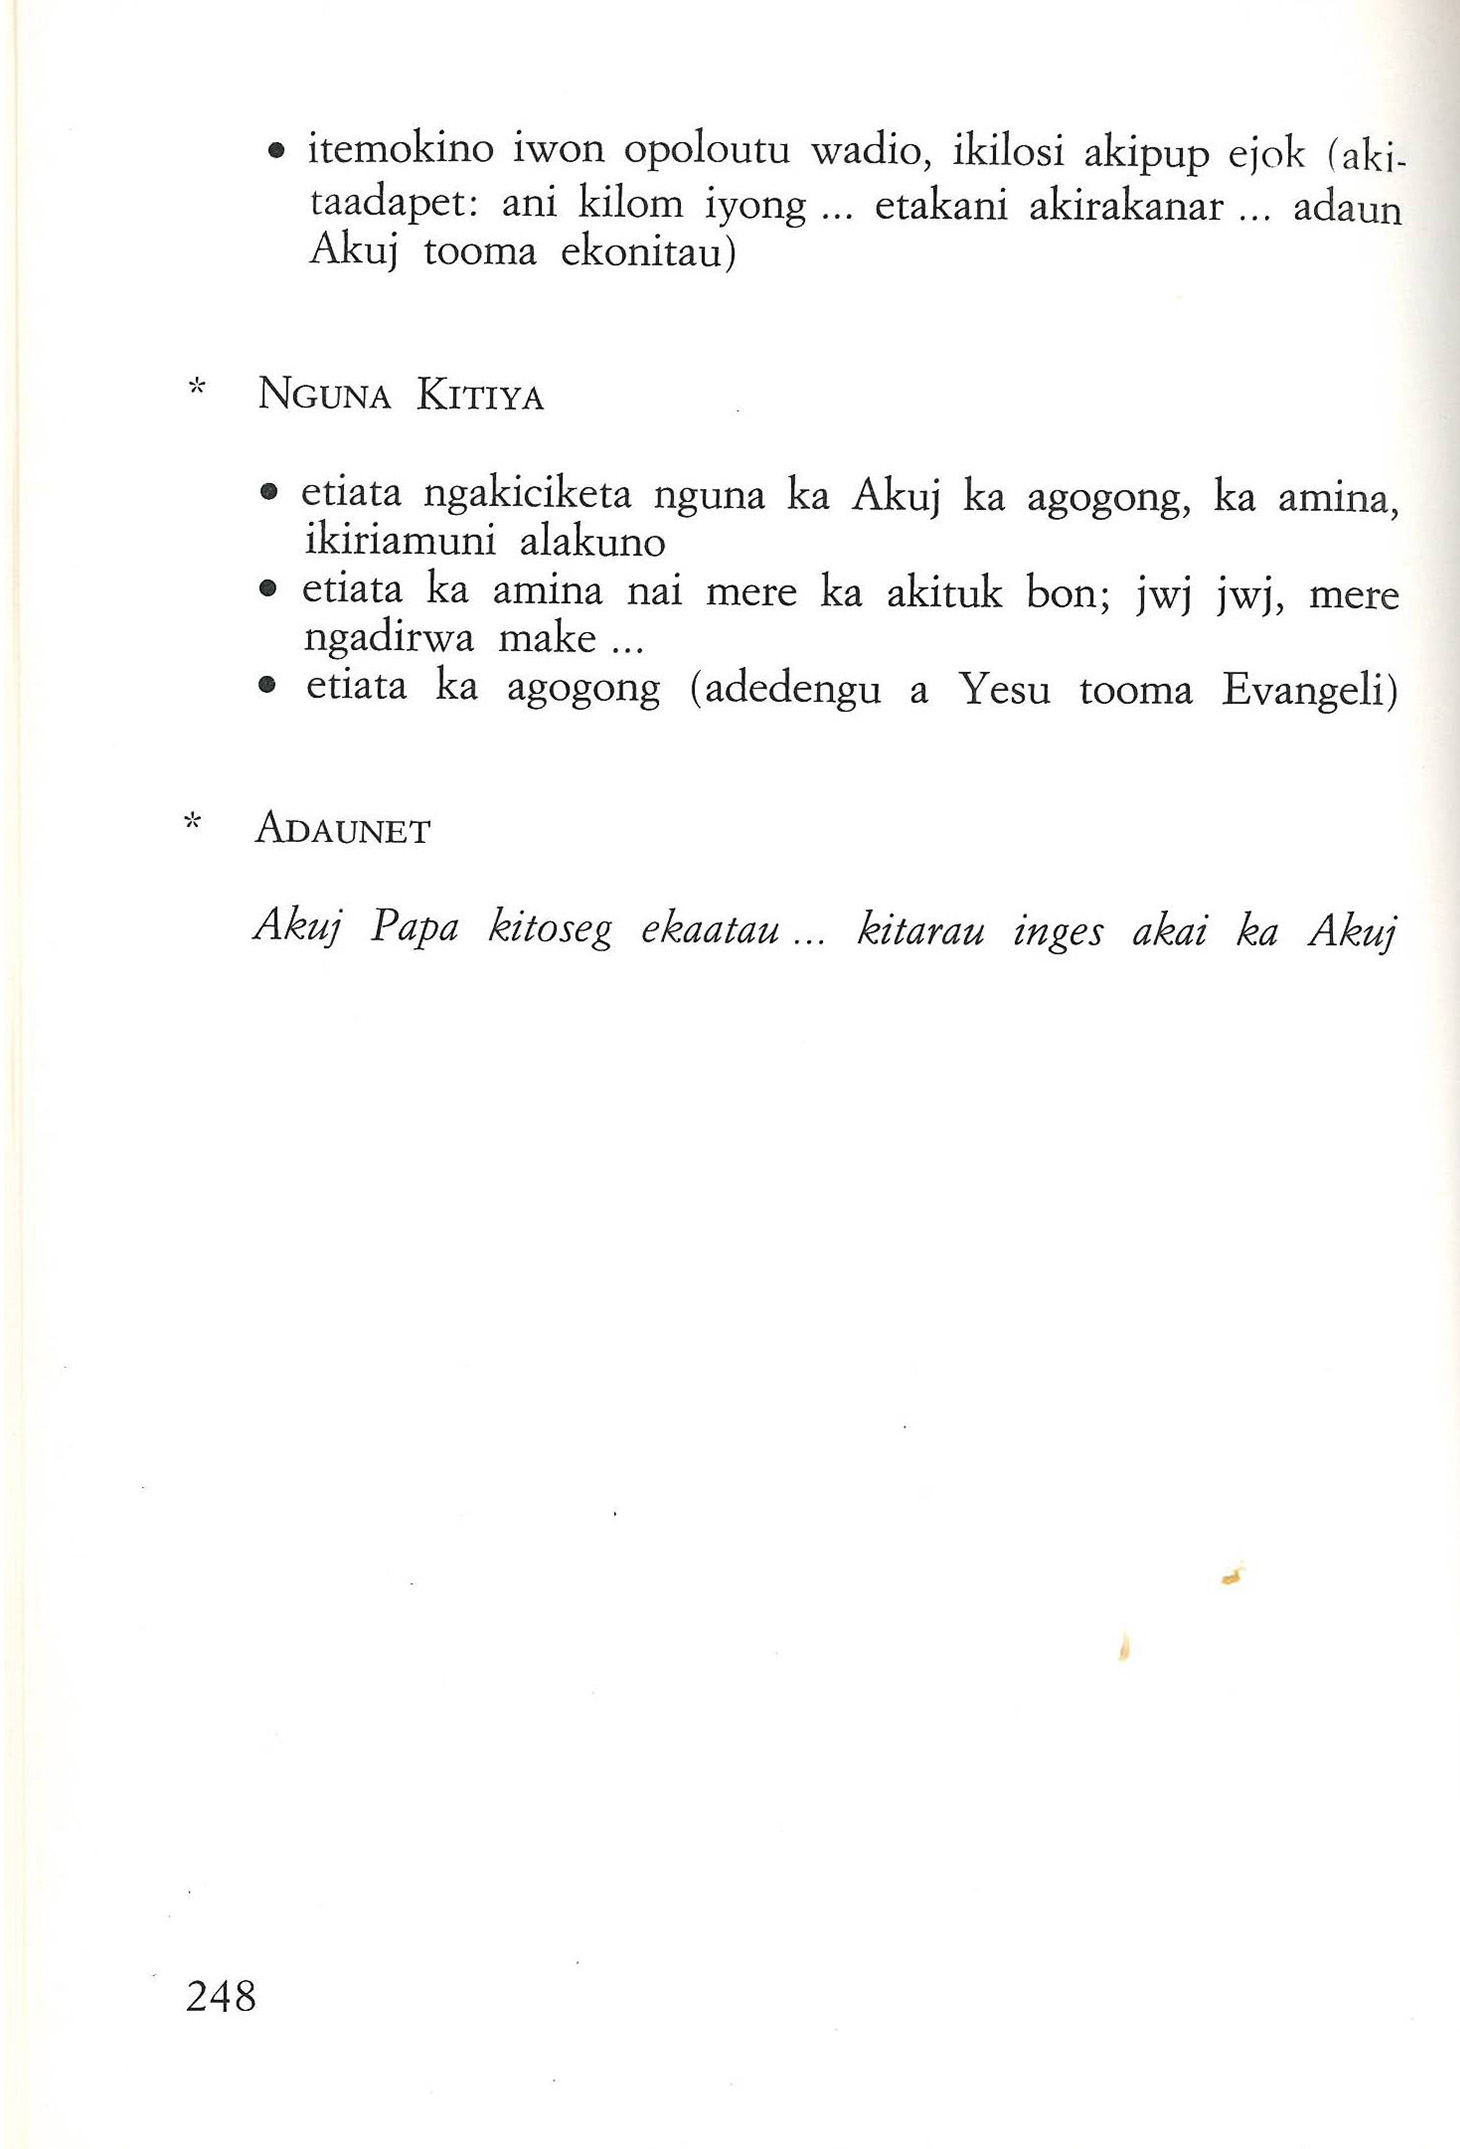 • itemokino iwon opoloutu wadio, ikilosi akipup ejok (aki-
taadapet: ani kilom iyong ... etakani akirakanar ... adaun
Akuj tooma ekonitau)
* NGUNA KITIYA
• etiata ngakiciketa nguna ka Akuj ka agogong, ka amina,
ikiriamuni alakuno
• etiata ka amina nai mere ka akituk bon; jwj jwj, mere
ngadirwa make ...
• etiata ka agogong (adedengu a Yesu tooma Evangeli)
* ADAUNET
Akuj Papa kitoseg ekaatau ... kitarau inges akai ka Akuj
248